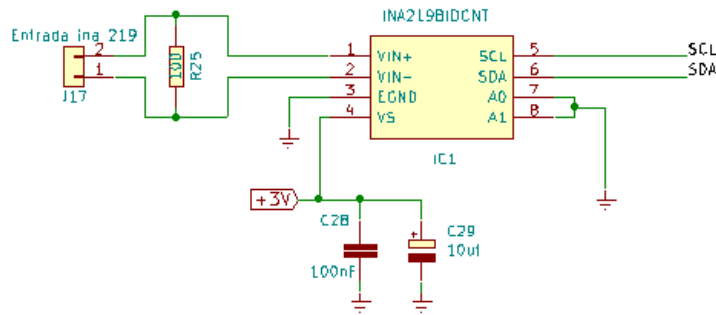 INA219BIDCNT
Entrada ina 219
2
1
J17
100
R25
1
2
3
4
VIN+
VIN-
EGND
VS
SCL
SDA
A0
A1
5
6
7
8
SCL
SDA
IC1
+3V
C28
100nF
+
C29
10uf